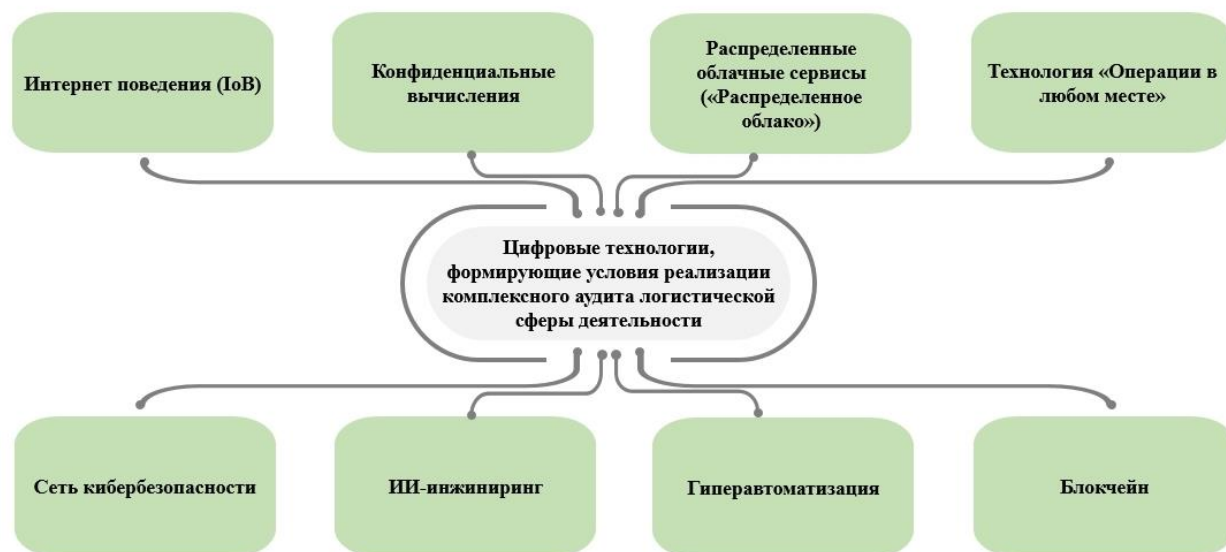 Интернет поведения (IoB)
Конфиденциальные
вычисления
Распределенные
облачные сервисы
(«Распределенное
облако»)
Технология «Операции в
любом месте»
Цифровые технологии,
формирующие условия реализации
комплексного аудита логистической
сферы деятельности
Сеть кибербезопасности
ИИ-инжиниринг
Гиперавтоматизация
Блокчейн